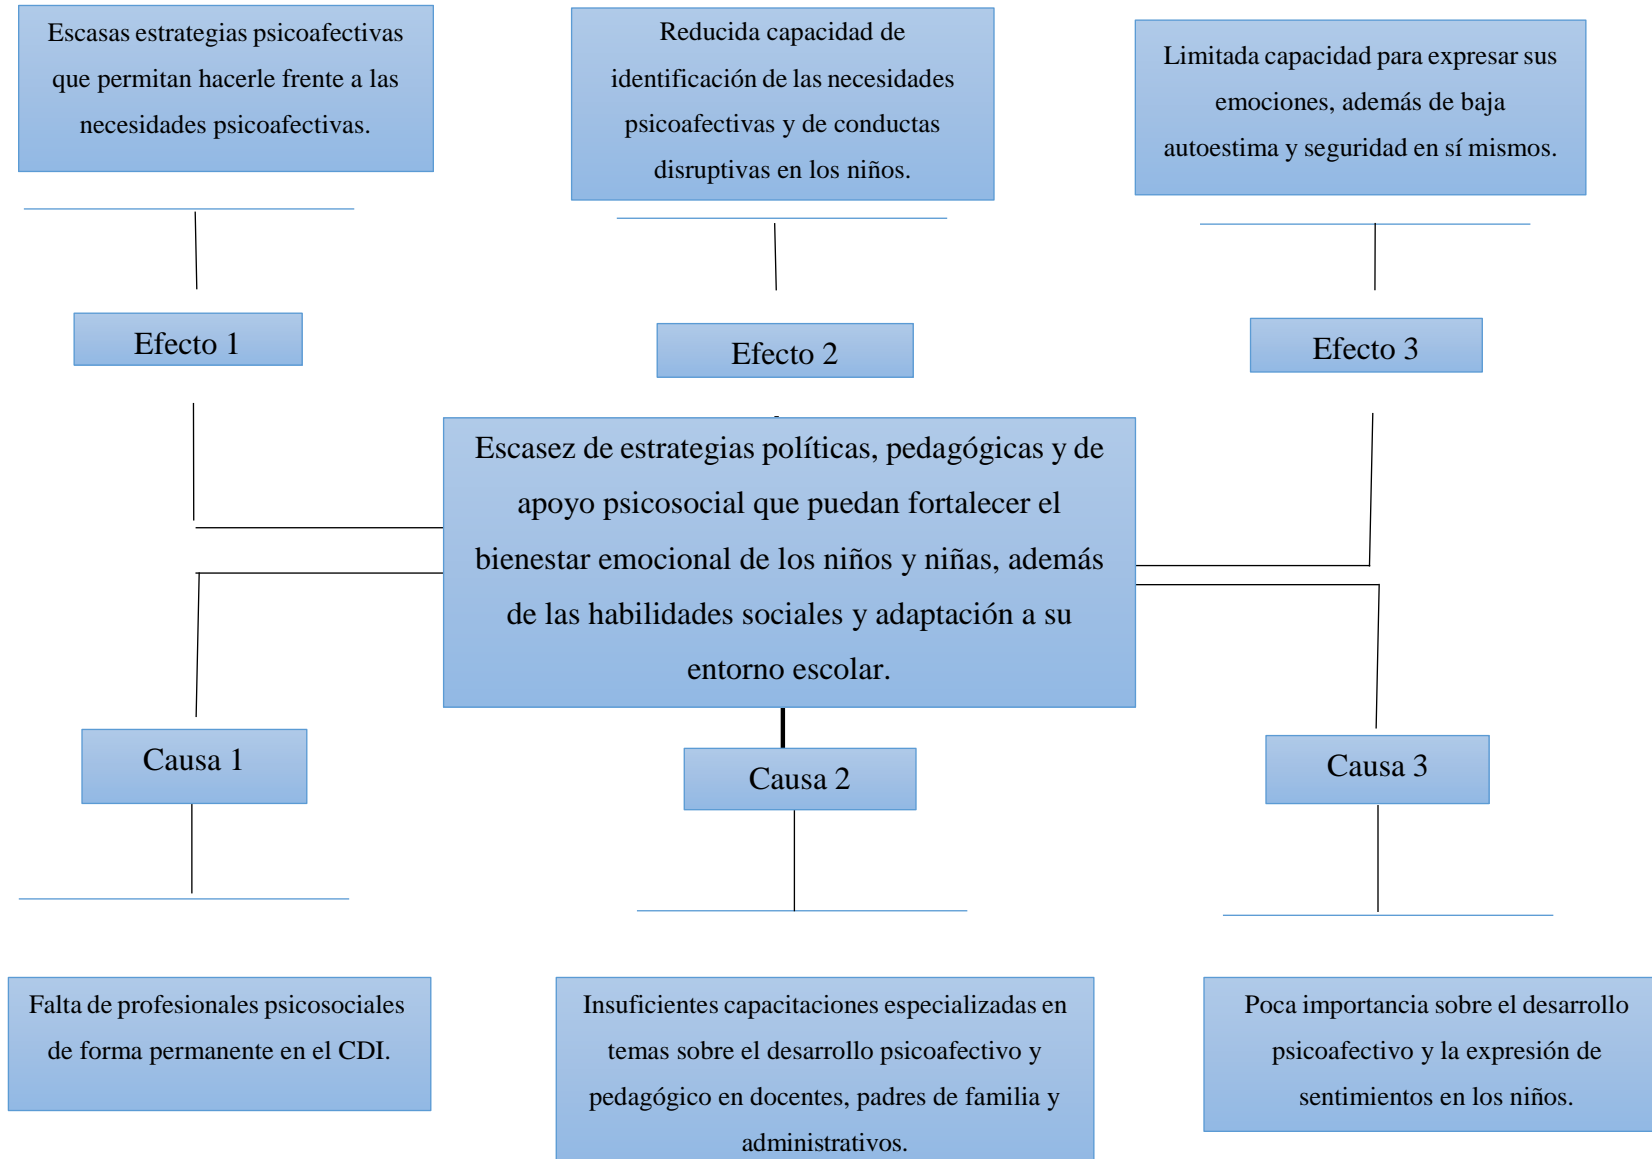 Escasas estrategias psicoafectivas
que permitan hacerle frente a las
necesidades psicoafectivas.
Reducida capacidad de
identificación de las necesidades
psicoafectivas y de conductas
disruptivas en los niños.
Limitada capacidad para expresar sus
emociones, además de baja
autoestima y seguridad en sí mismos.
Efecto 1
Efecto 2
Efecto 3
Escasez de estrategias políticas, pedagógicas y de
apoyo psicosocial que puedan fortalecer el
bienestar emocional de los niños y niñas, además
de las habilidades sociales y adaptación a su
entorno escolar.
Causa 1
Causa 2
Causa 3
Falta de profesionales psicosociales
de forma permanente en el CDI.
Insuficientes capacitaciones especializadas en
temas sobre el desarrollo psicoafectivo y
pedagógico en docentes, padres de familia y
administrativos.
Poca importancia sobre el desarrollo
psicoafectivo y la expresión de
sentimientos en los niños.